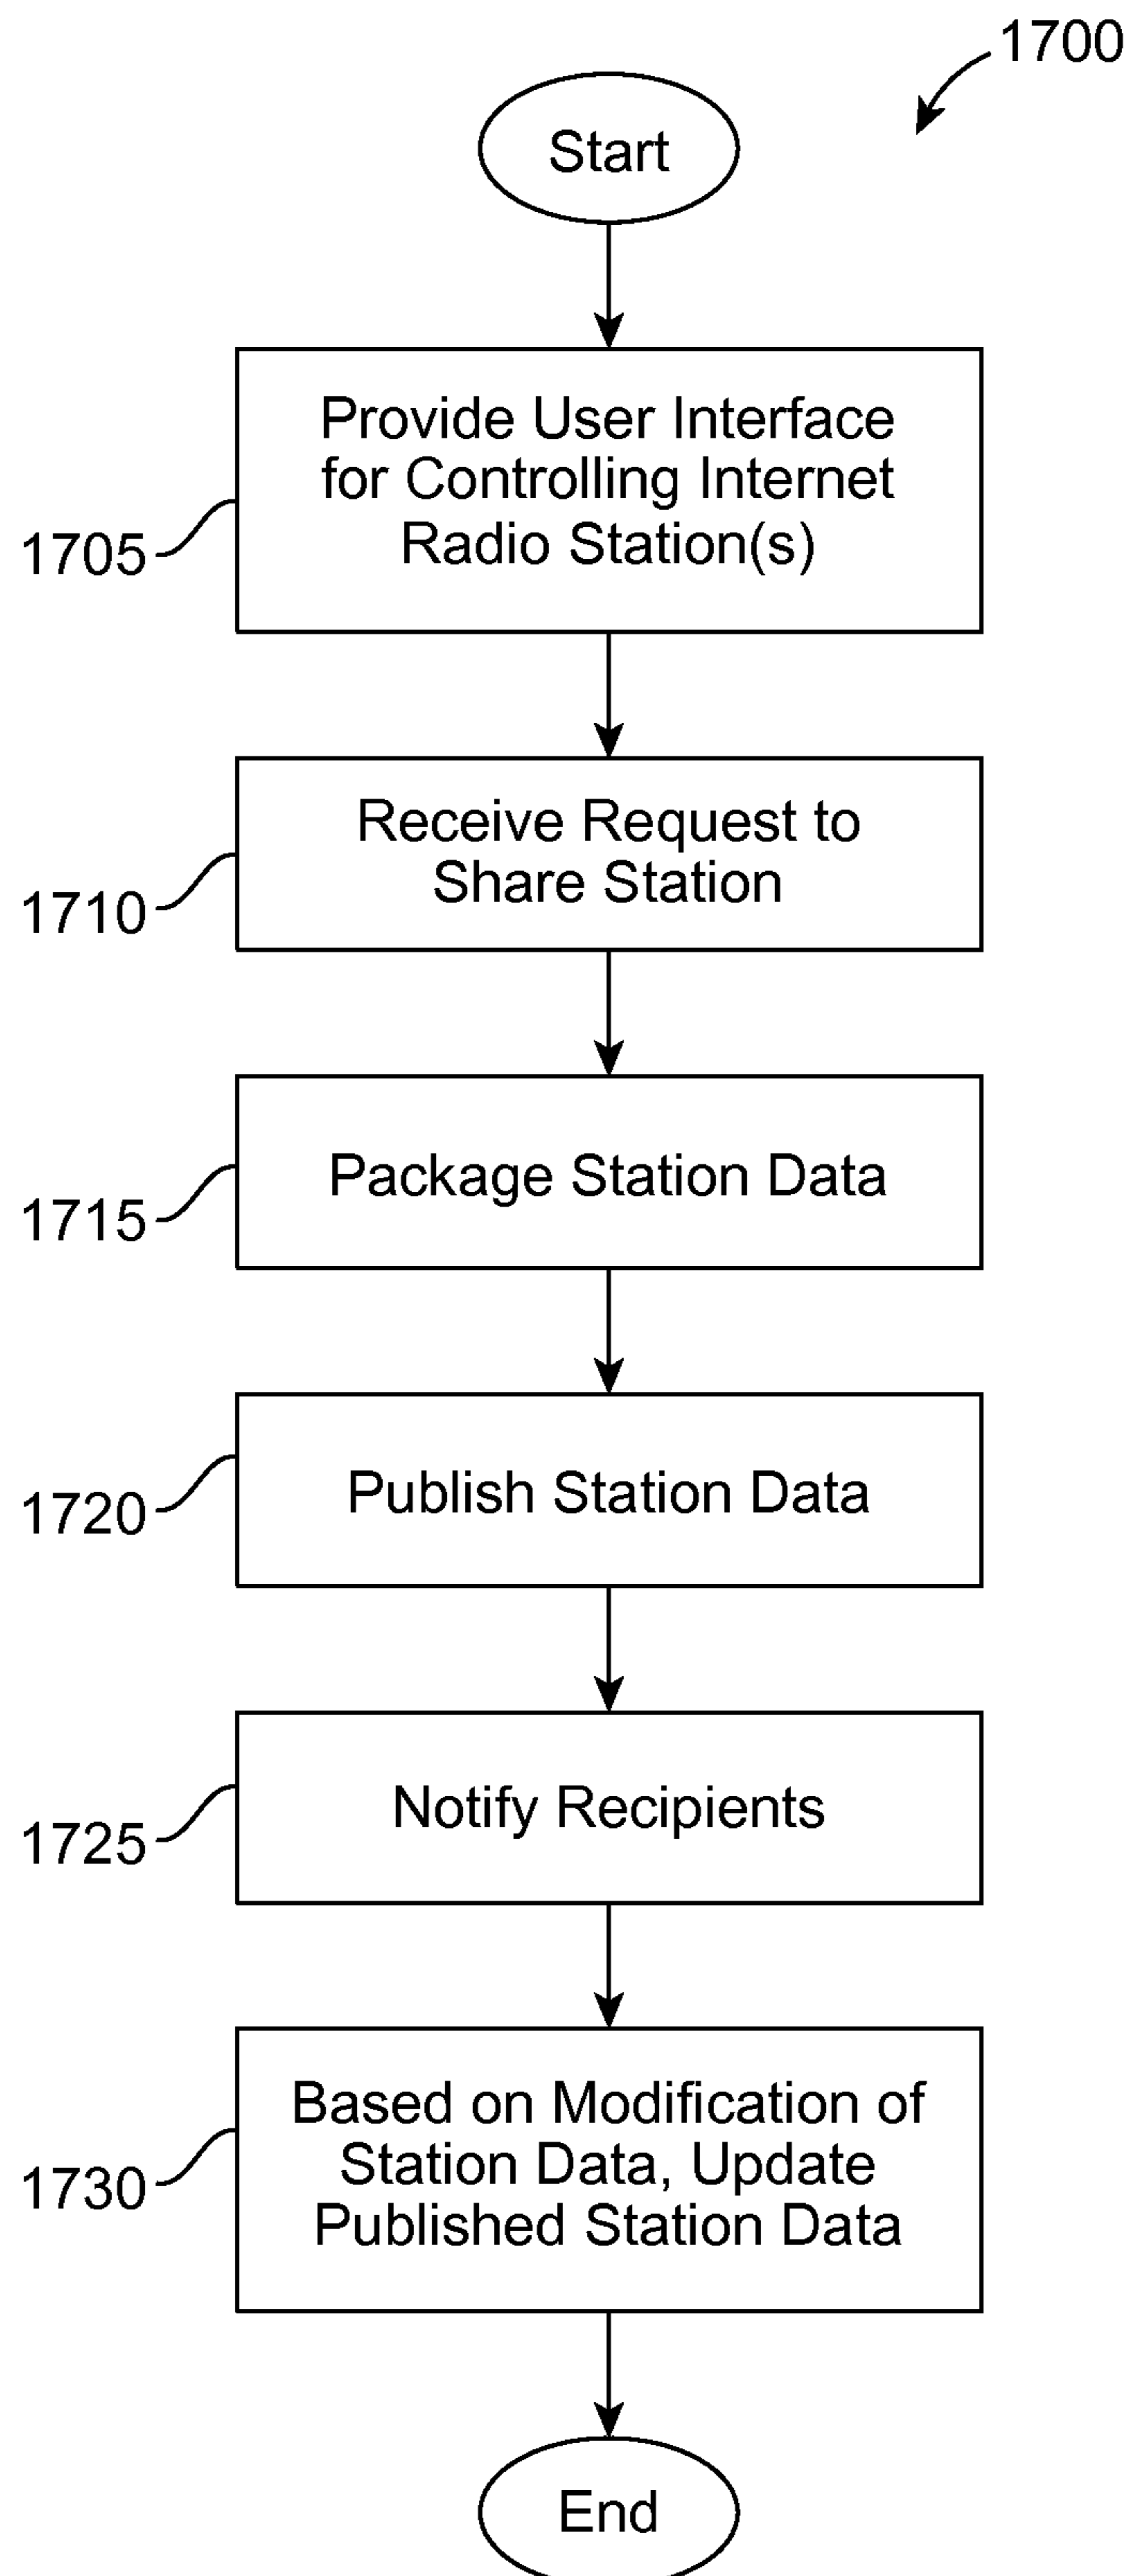 1700
Start
Provide User Interface
for Controlling Internet
Radio Station(s)
1705
Receive Request to
Share Station
1710
Package Station Data
1715
Publish Station Data
1720
Notify Recipients
1725
Based on Modification of
Station Data, Update
Published Station Data
1730
End